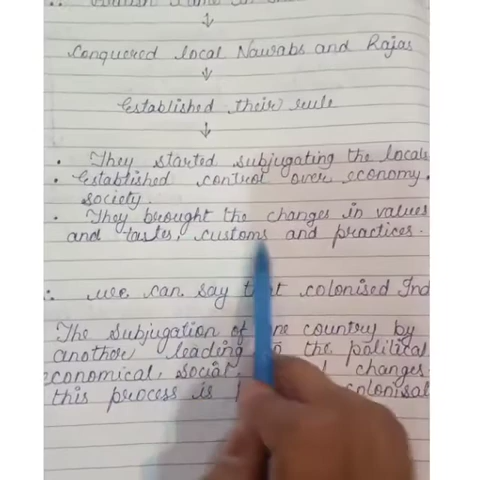 Conquered local Nawabs and Rajas
↓
Established their rule
↓
• They started subjugating the locals
• Established control over economy,
society.
• They brought the changes in values
and tastes, customs and practices.
∴ we can say colonised Ind
The subjugation of one country by
another leading the political
economical, social, changes
this process is colonisat